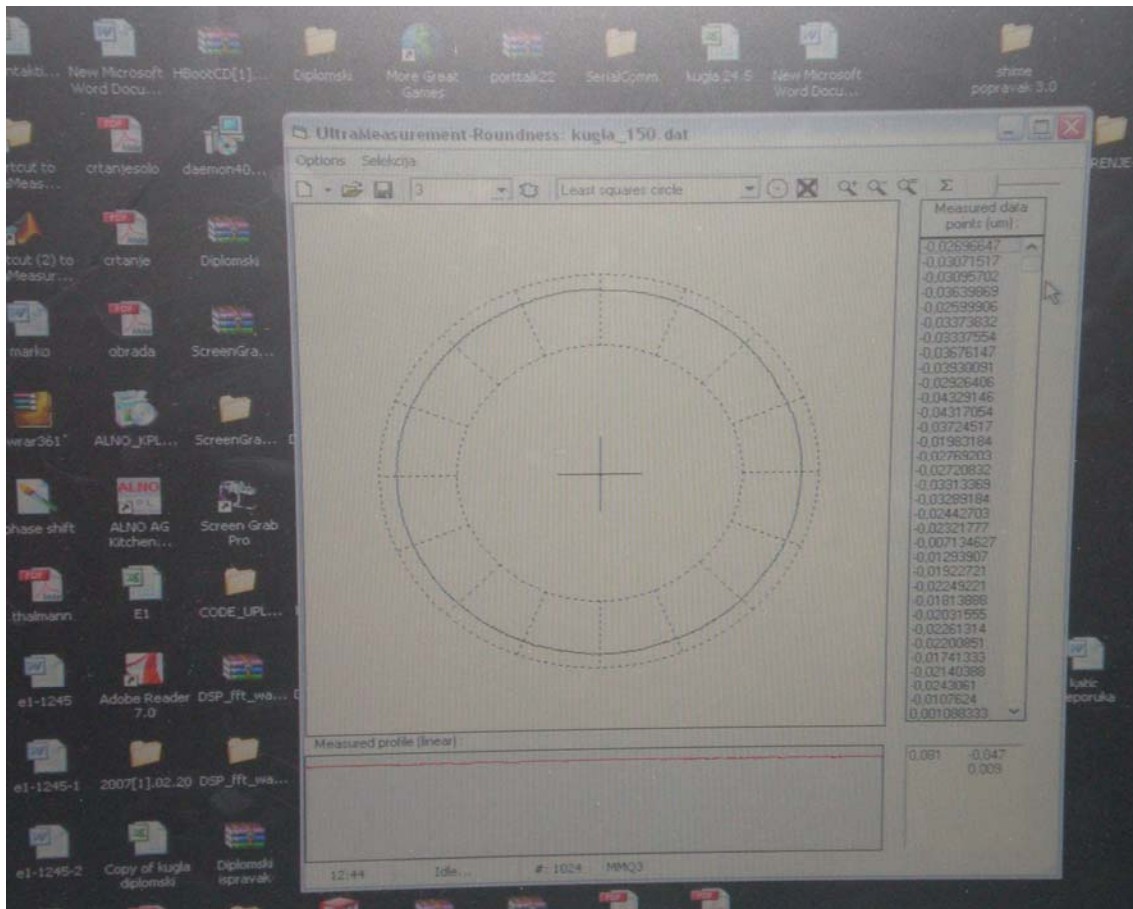 New Microsoft
Word Docu...
HBootCD[1]...
Diplomski
More Great
Games
porttalk22
SerialComm
kugla 24.5
New Microsoft
Word Docu...
shime
popravak 3.0
crtanjesolo
daemon40...
crtanje
Diplomski
marko
obrada
ScreenGra...
ALNO_KPL...
ScreenGra...
phase shift
ALNO AG
Kitchen...
Screen Grab
Pro
.thalmann
E1
CODE_UPL...
e1-1245
Adobe Reader
7.0
DSP_fft_wa...
e1-1245-1
2007[1].02.20
DSP_fft_wa...
e1-1245-2
Copy of kugla
diplomski
Diplomski
ispravak
UltraMeasurement-Roundness: kugla_150.dat
Options Selekcija
3
Least squares circle
Σ
Measured data
points (um) :
-0,02696647
-0,03071517
-0,03095702
-0,03639869
-0,02599906
-0,03373632
-0,03337554
-0,03676147
-0,03930091
-0,02926406
-0,04329146
-0,04317054
-0,03724517
-0,01983184
-0,02769203
-0,02720832
-0,03313369
-0,03289184
-0,02442703
-0,02321777
-0,007134627
-0,01293907
-0,01922721
-0,02249221
-0,01813888
-0,02031555
-0,02261314
-0,02200851
-0,01741333
-0,02140388
-0,0243061
-0,0107624
0,001088333
Measured profile (linear) :
0,081 -0,047
0,009
12:44 Idle... #: 1024 MMQ3